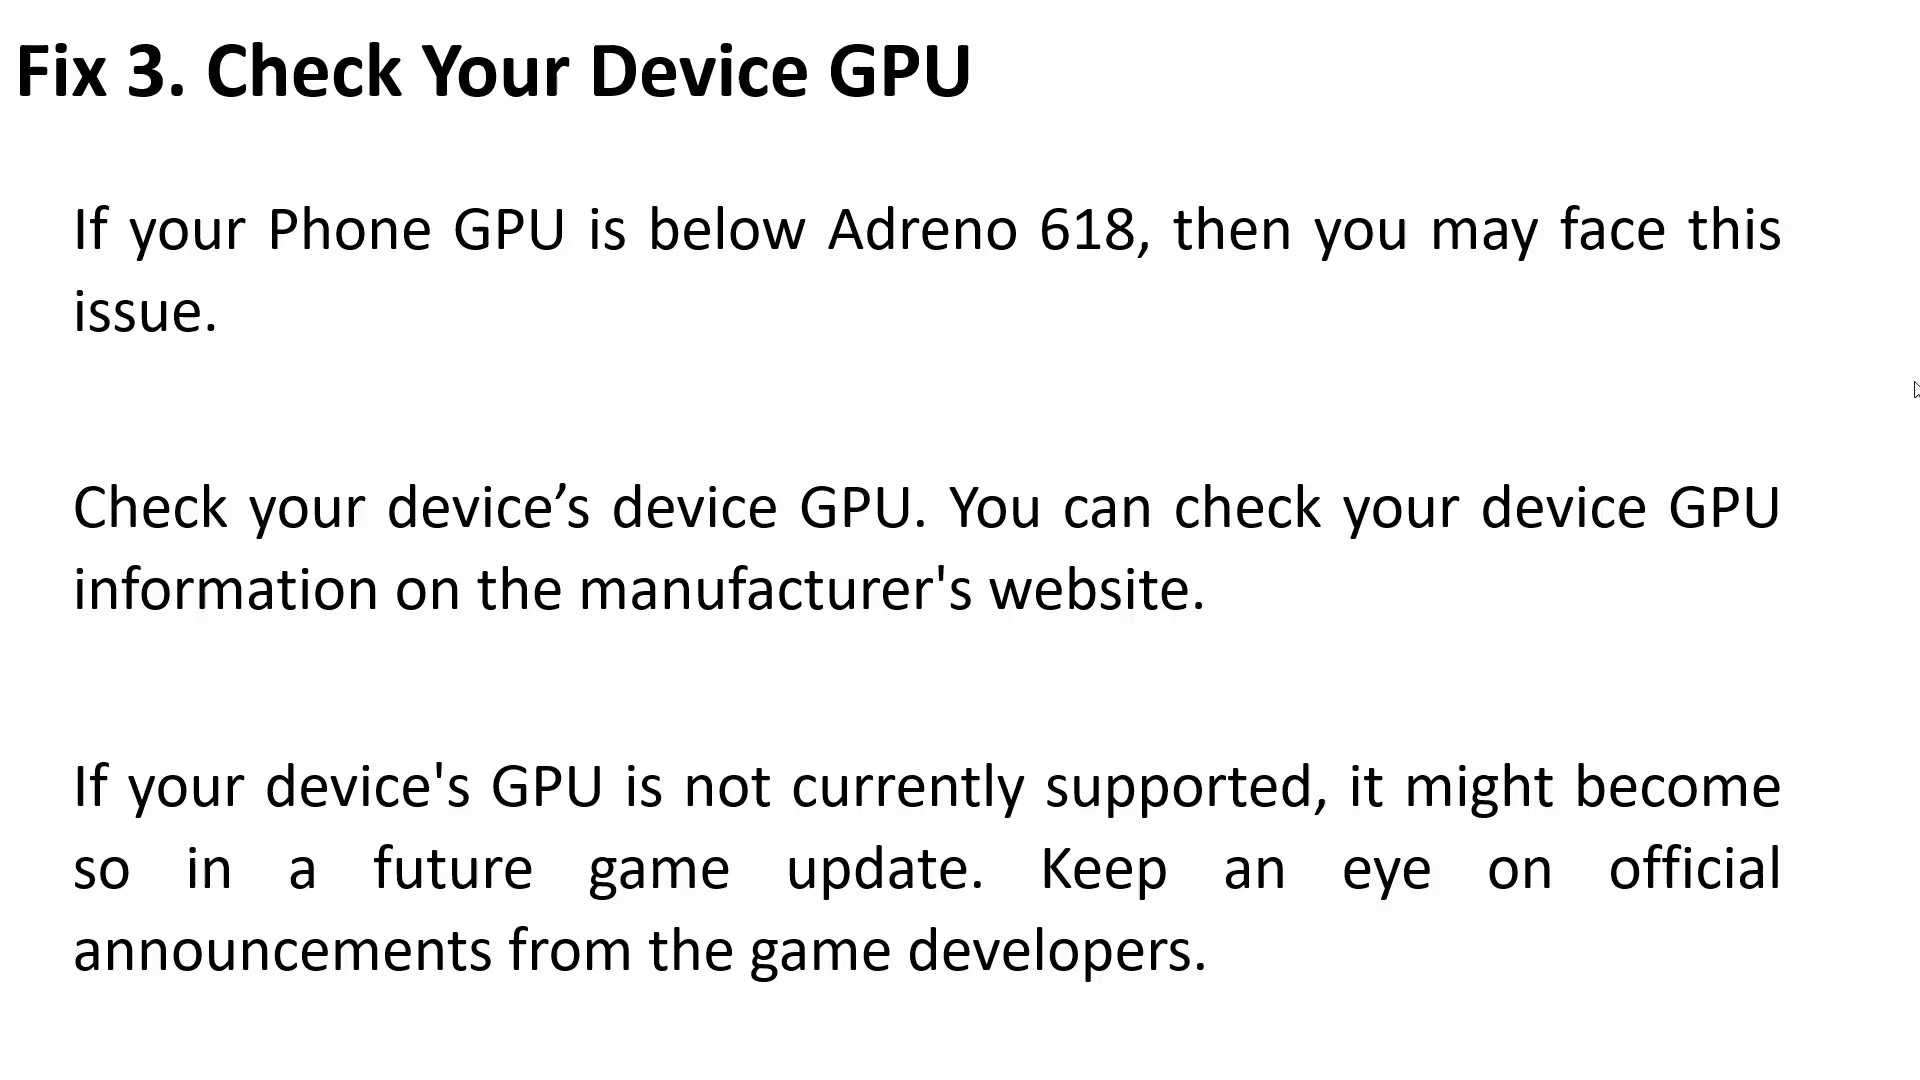 Fix 3. Check Your Device GPU
If your Phone GPU is below Adreno 618, then you may face this
issue.
Check your device’s device GPU. You can check your device GPU
information on the manufacturer's website.
If your device's GPU is not currently supported, it might become
so in a future game update. Keep an eye on official
announcements from the game developers.